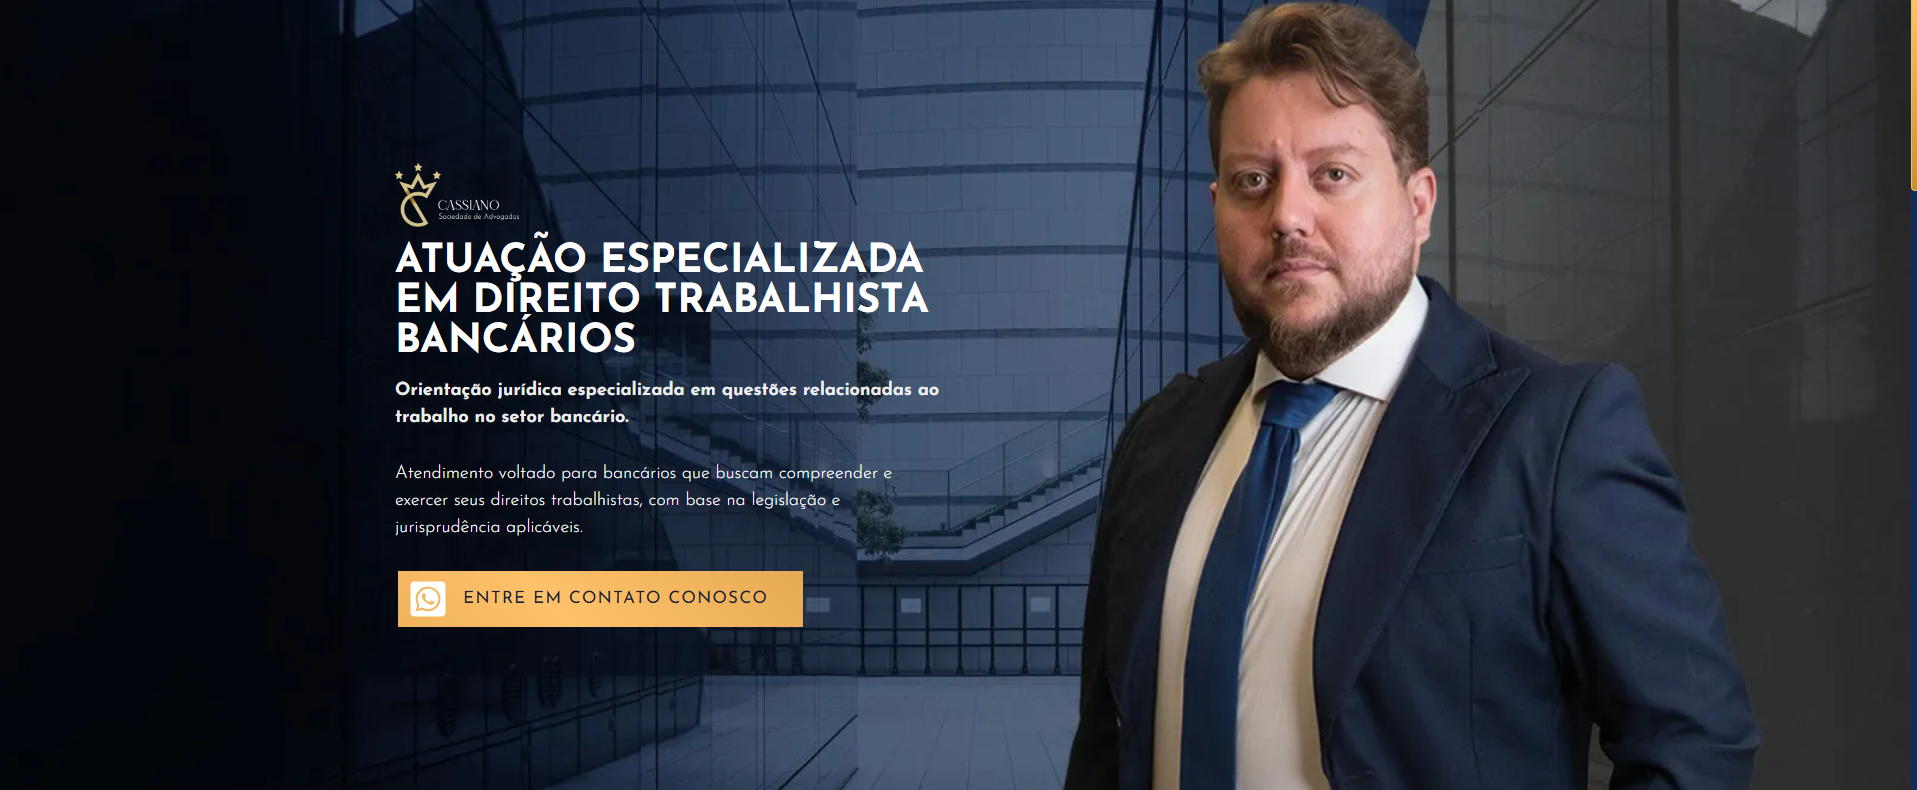 CASSIANO
Sociedade de Advogados
ATUAÇÃO ESPECIALIZADA
EM DIREITO TRABALHISTA
BANCÁRIOS
Orientação jurídica especializada em questões relacionadas ao
trabalho no setor bancário.
Atendimento voltado para bancários que buscam compreender e
exercer seus direitos trabalhistas, com base na legislação e
jurisprudência aplicáveis.
ENTRE EM CONTATO CONOSCO